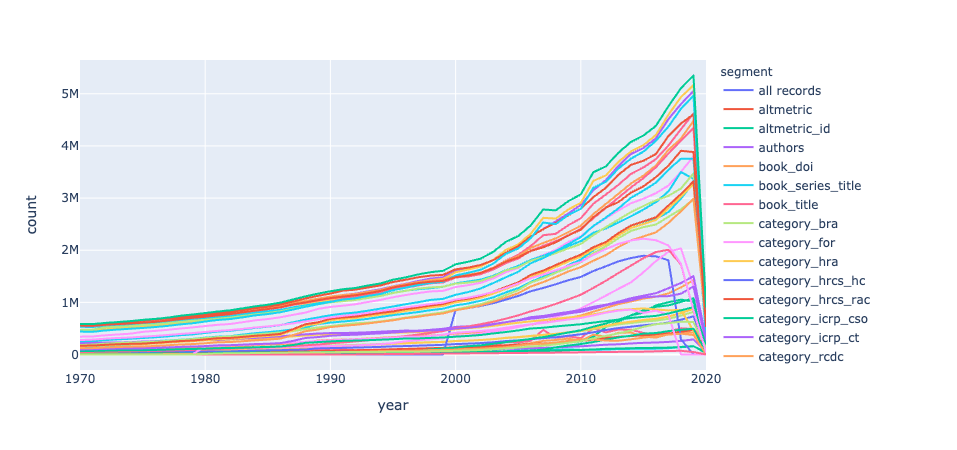 segment
all records
altmetric
altmetric_id
authors
book_doi
book_series_title
book_title
category_bra
category_for
category_hra
category_hrcs_hc
category_hrcs_rac
category_icrp_cso
category_icrp_ct
category_rcdc
5M
4M
3M
2M
1M
0
count
1970
1980
1990
2000
2010
2020
year